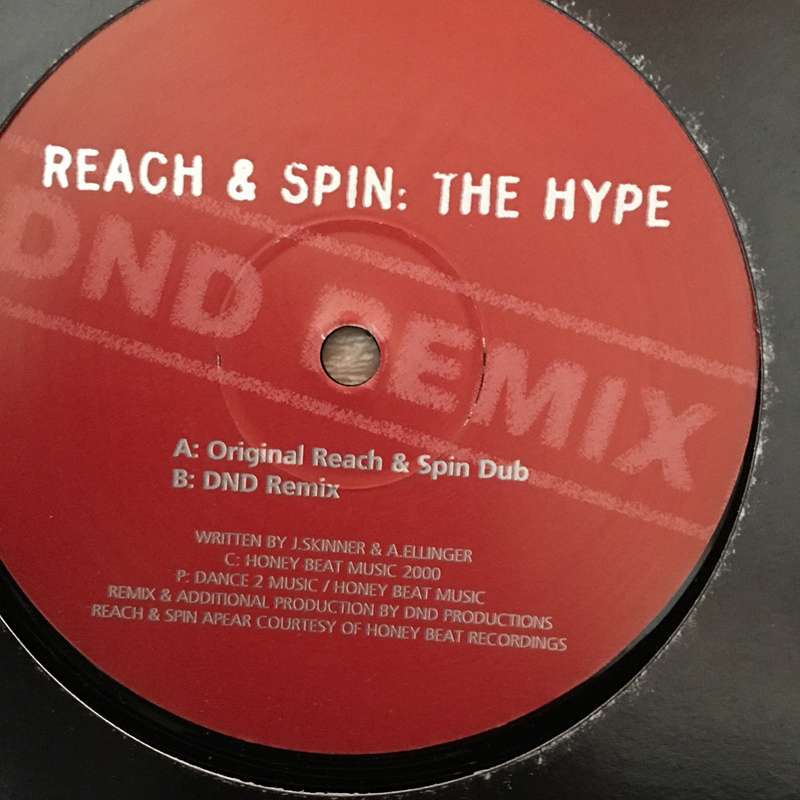 REACH & SPIN: THE HYPE
DND REMIX
A: Original Reach & Spin Dub
B: DND Remix
WRITTEN BY J.SKINNER & A.ELLINGER
C: HONEY BEAT MUSIC 2000
P: DANCE 2 MUSIC / HONEY BEAT MUSIC
REMIX & ADDITIONAL PRODUCTION BY DND PRODUCTIONS
REACH & SPIN APEAR COURTESY OF HONEY BEAT RECORDINGS